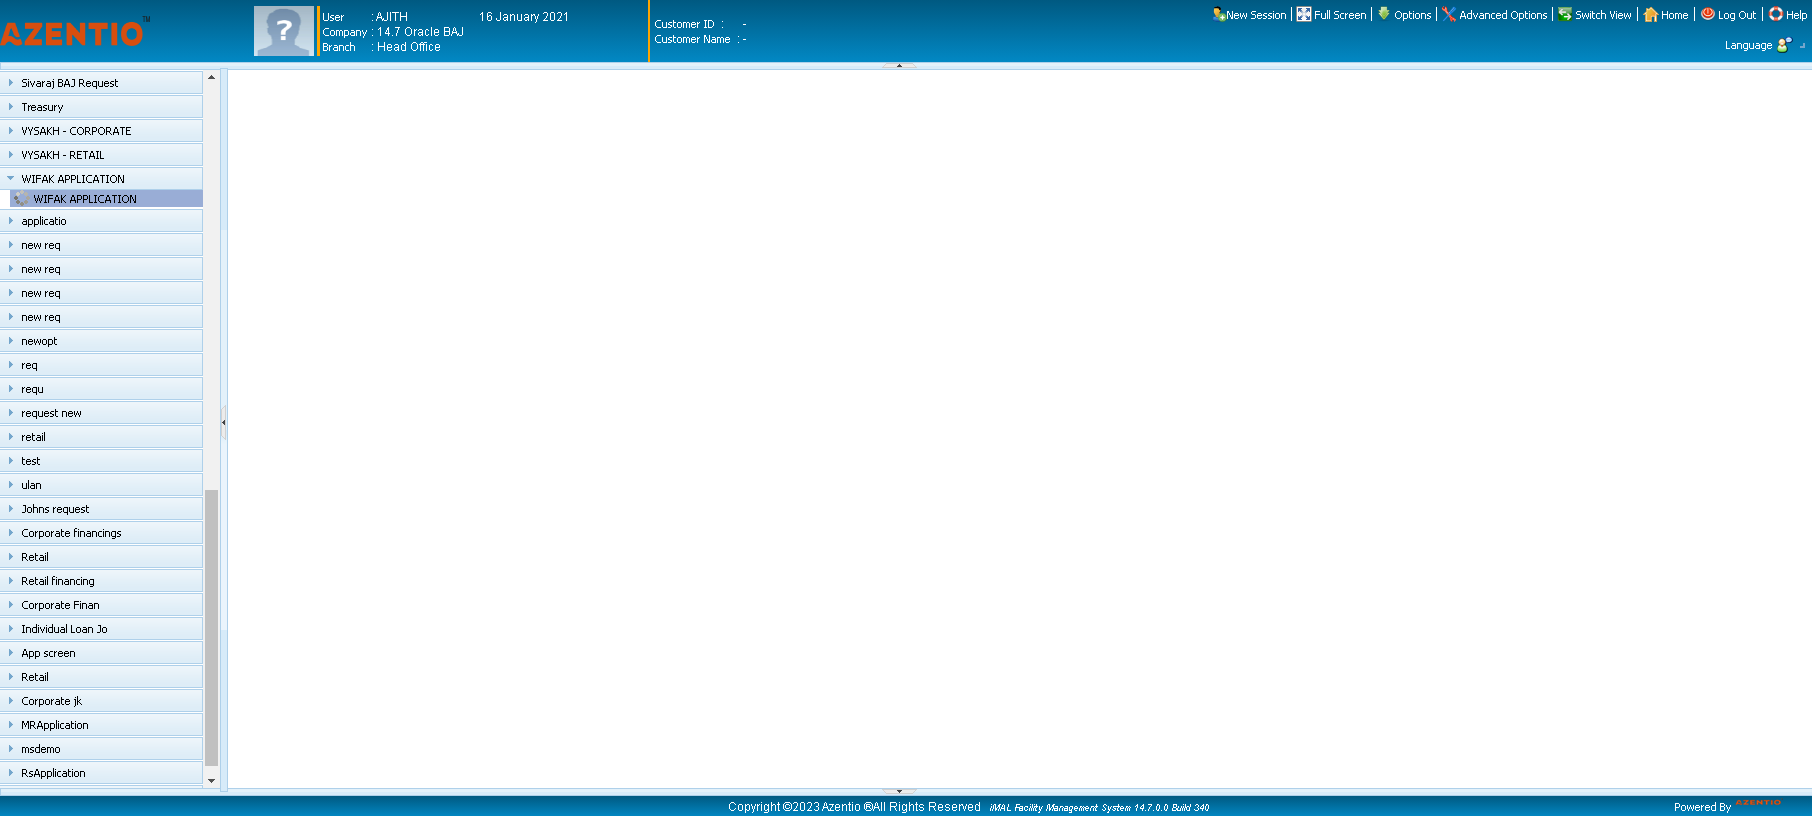 AZENTIO™
User : AJITH 16 January 2021
Company : 14.7 Oracle BAJ
Branch : Head Office
Customer ID : -
Customer Name : -
New Session Full Screen Options Advanced Options Switch View Home Log Out Help
Language
Sivaraj BAJ Request
Treasury
VYSAKH - CORPORATE
VYSAKH - RETAIL
WIFAK APPLICATION
WIFAK APPLICATION
applicatio
new req
new req
new req
new req
newopt
req
requ
request new
retail
test
ulan
Johns request
Corporate financings
Retail
Retail financing
Corporate Finan
Individual Loan Jo
App screen
Retail
Corporate jk
MRApplication
msdemo
RsApplication
Copyright ©2023 Azentio ®All Rights Reserved iMAL Facility Management System 14.7.0.0 Build 340
Powered By AZENTIO